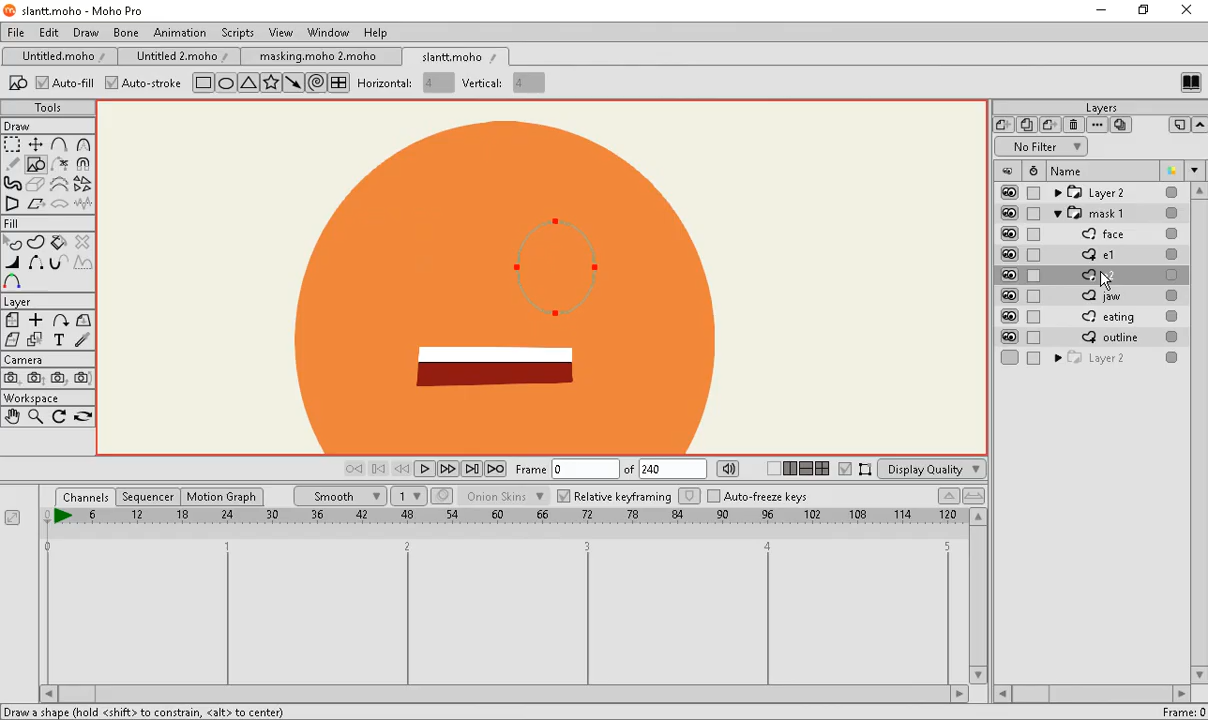 slantt.moho - Moho Pro
File Edit Draw Bone Animation Scripts View Window Help
Untitled.moho Untitled 2.moho masking.moho 2.moho slantt.moho
Auto-fill Auto-stroke Horizontal: 4 Vertical: 4
Tools
Draw
Fill
Layer
Camera
Workspace
Layers
No Filter
Name
Layer 2
mask 1
face
e1
jaw
eating
outline
Layer 2
Frame 0 of 240 Display Quality
Channels Sequencer Motion Graph Smooth 1 Onion Skins Relative keyframing Auto-freeze keys
0 6 12 18 24 30 36 42 48 54 60 66 72 78 84 90 96 102 108 114 120
0 1 2 3 4 5
Draw a shape (hold <shift> to constrain, <alt> to center) Frame: 0